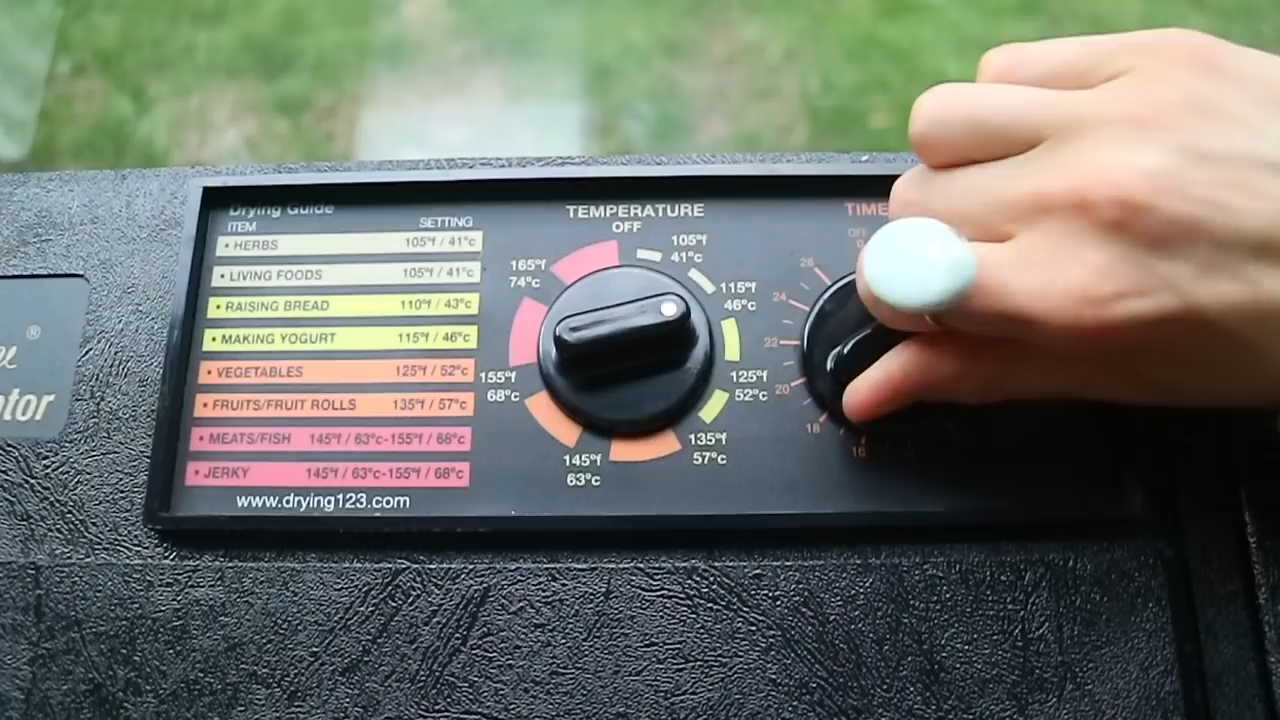 Drying Guide
ITEM SETTING
• HERBS 105°f / 41°c
• LIVING FOODS 105°f / 41°c
• RAISING BREAD 110°f / 43°c
• MAKING YOGURT 115°f / 46°c
• VEGETABLES 125°f / 52°c
• FRUITS/FRUIT ROLLS 135°f / 57°c
• MEATS/FISH 145°f / 63°c-155°f / 68°c
• JERKY 145°f / 63°c-155°f / 68°c
www.drying123.com
TEMPERATURE
OFF
105°f
41°c
115°f
46°c
125°f
52°c
135°f
57°c
145°f
63°c
155°f
68°c
165°f
74°c
TIME
OFF
26
24
22
20
18
16
®